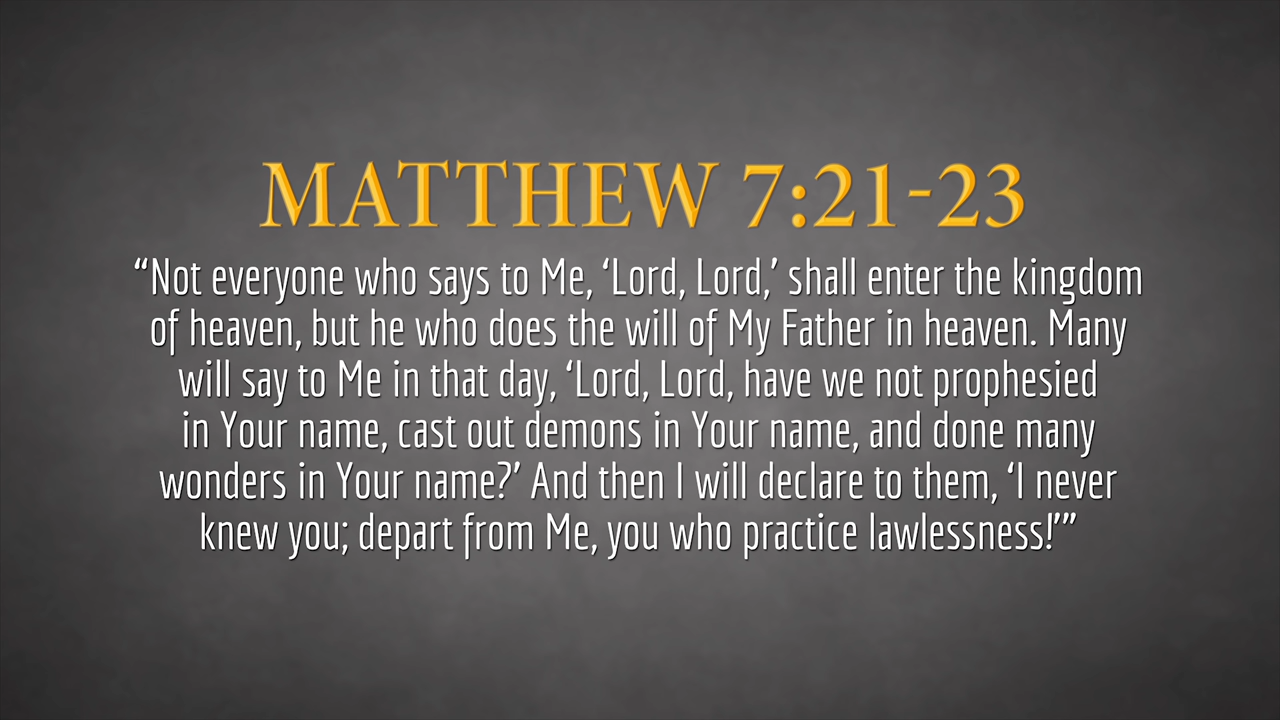 MATTHEW 7:21-23
“Not everyone who says to Me, ‘Lord, Lord,’ shall enter the kingdom
of heaven, but he who does the will of My Father in heaven. Many
will say to Me in that day, ‘Lord, Lord, have we not prophesied
in Your name, cast out demons in Your name, and done many
wonders in Your name?’ And then I will declare to them, ‘I never
knew you; depart from Me, you who practice lawlessness!’”